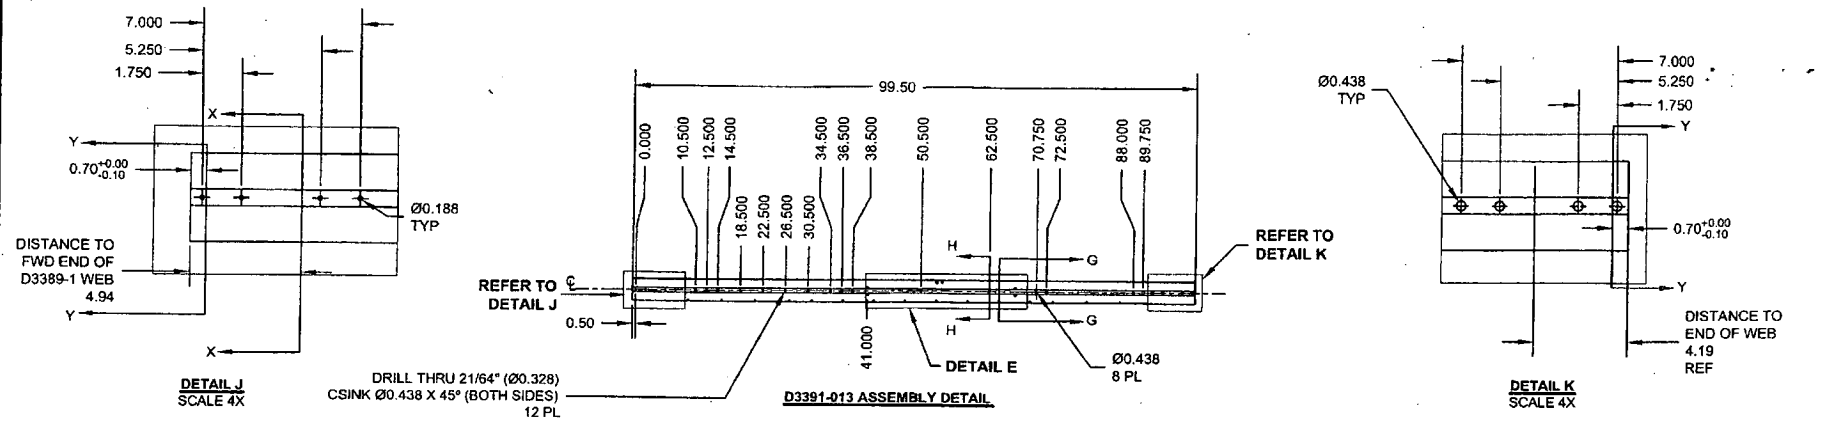 7.000
5.250
1.750
X
Y
0.70 +0.00 -0.10
Ø0.188
TYP
DISTANCE TO
FWD END OF
D3389-1 WEB
4.94
Y
X
DETAIL J
SCALE 4X
99.50
0.000
10.500
12.500
14.500
18.500
22.500
26.500
30.500
34.500
36.500
38.500
50.500
62.500
70.750
72.500
88.000
89.750
H
G
REFER TO
DETAIL K
REFER TO
DETAIL J
℄
0.50
41.000
H
G
DETAIL E
Ø0.438
8 PL
DRILL THRU 21/64" (Ø0.328)
CSINK Ø0.438 X 45° (BOTH SIDES)
12 PL
D3391-013 ASSEMBLY DETAIL
7.000
5.250
1.750
Ø0.438
TYP
Y
0.70 +0.00 -0.10
Y
DISTANCE TO
END OF WEB
4.19
REF
DETAIL K
SCALE 4X